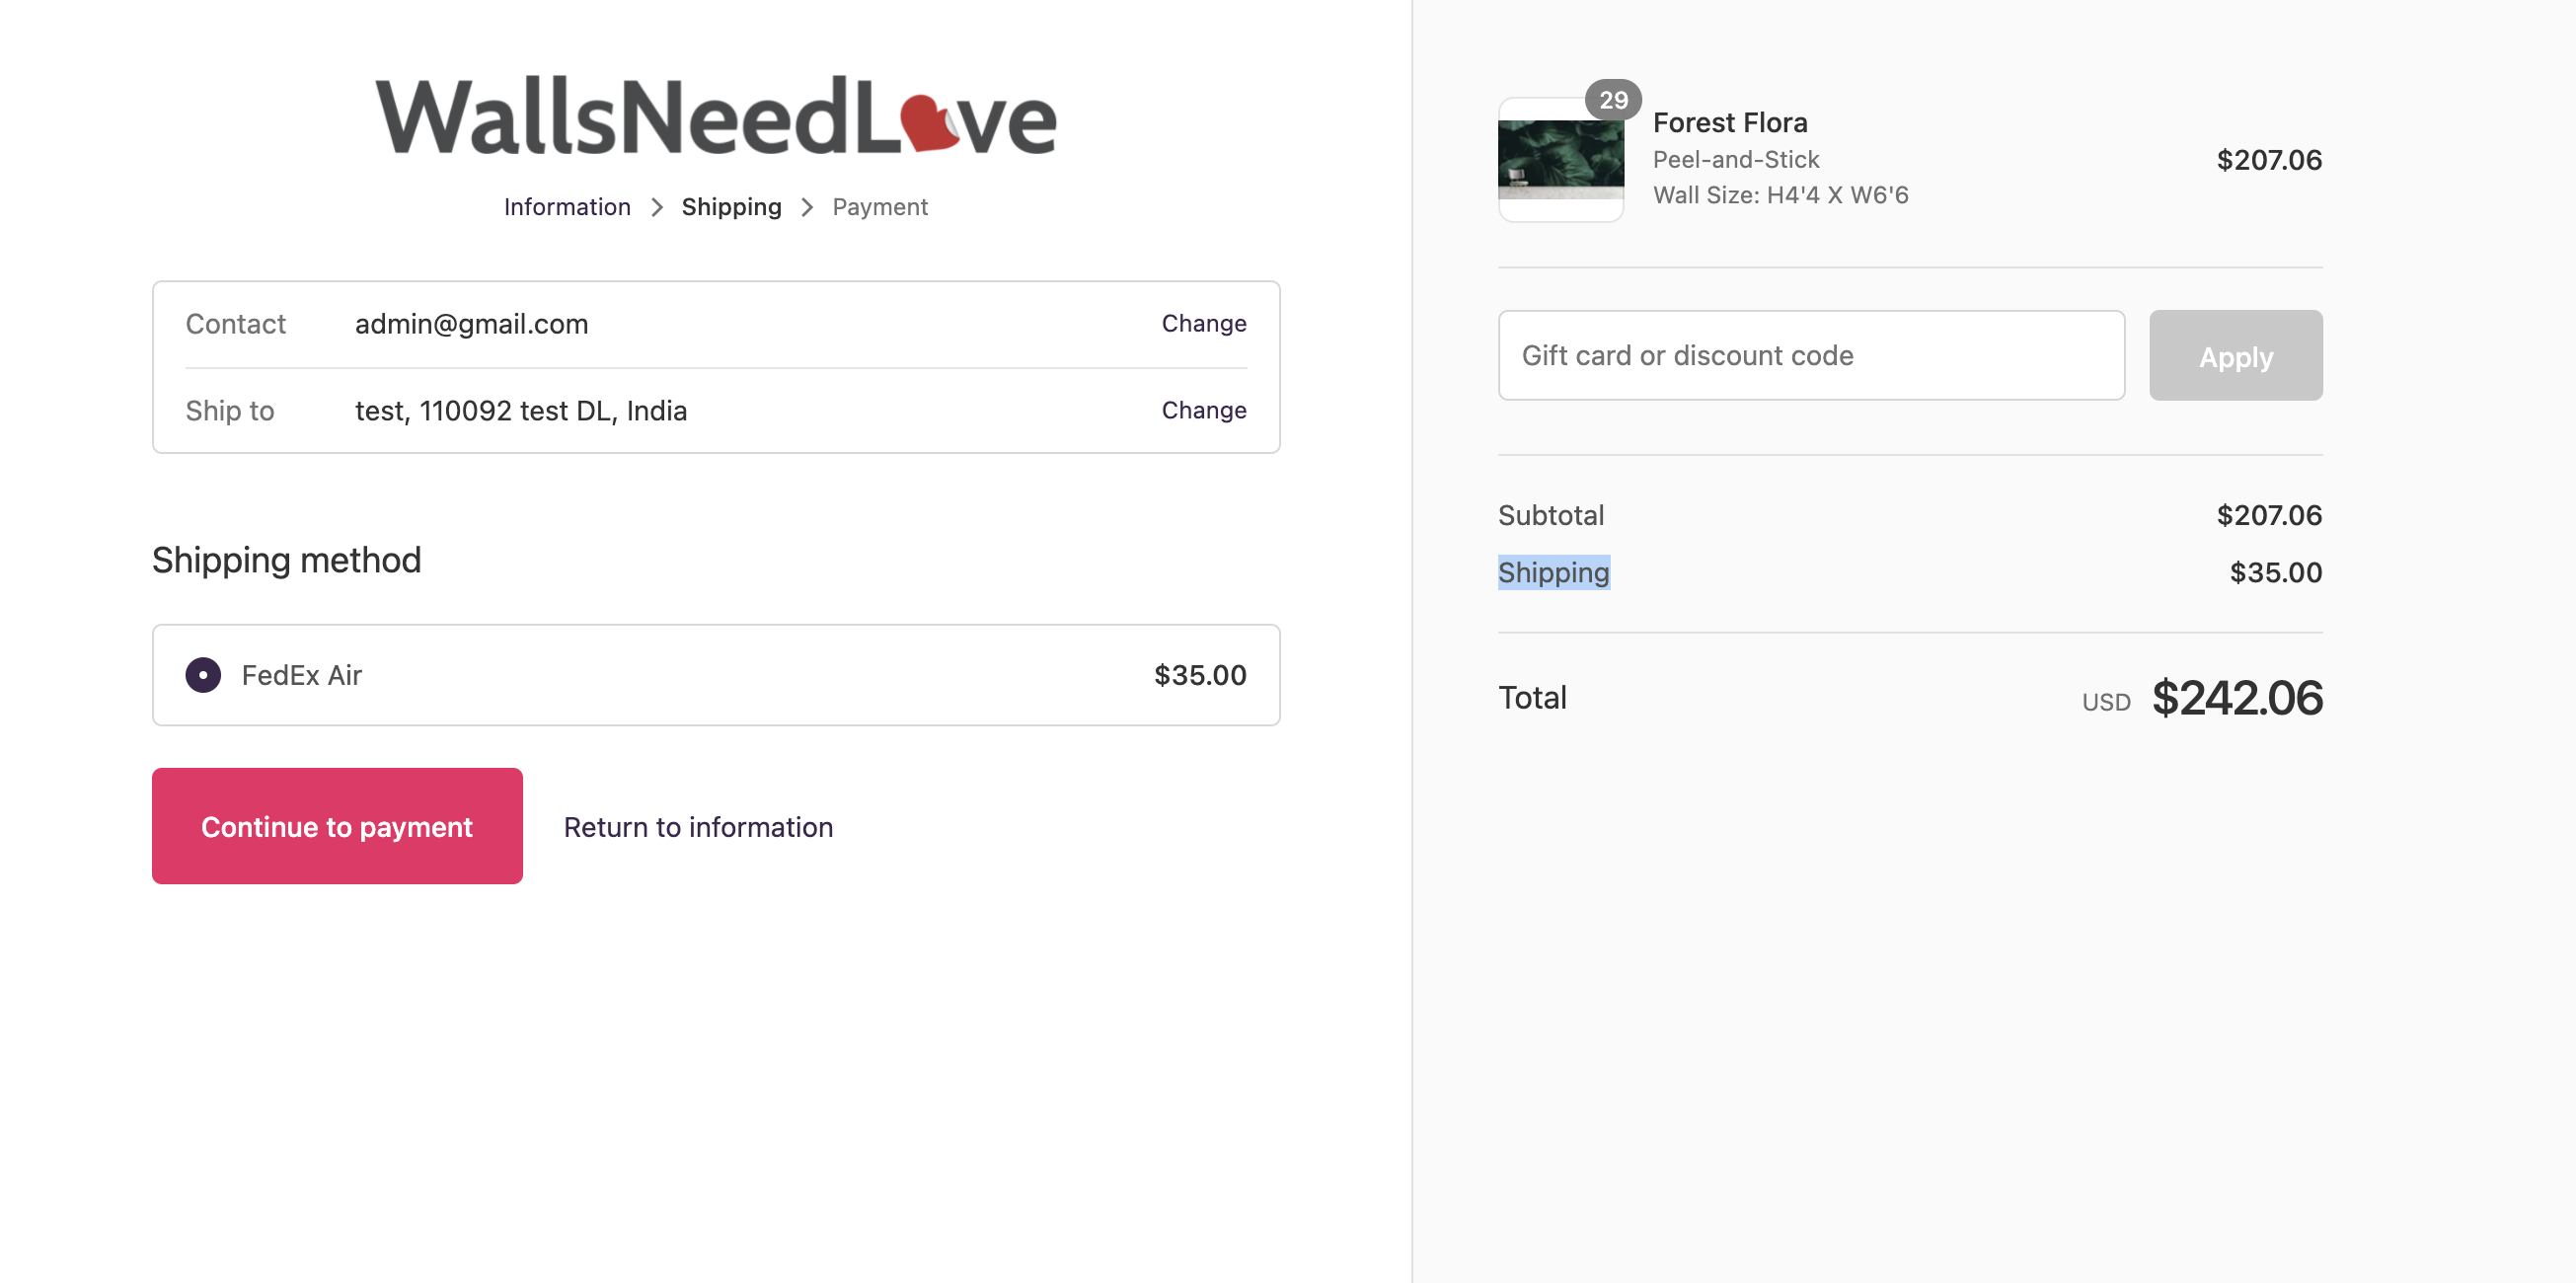 WallsNeedLove
Information > Shipping > Payment
Contact admin@gmail.com Change
Ship to test, 110092 test DL, India Change
Shipping method
FedEx Air $35.00
Continue to payment Return to information
29
Forest Flora
Peel-and-Stick
Wall Size: H4'4 X W6'6
$207.06
Gift card or discount code Apply
Subtotal $207.06
Shipping $35.00
Total USD $242.06